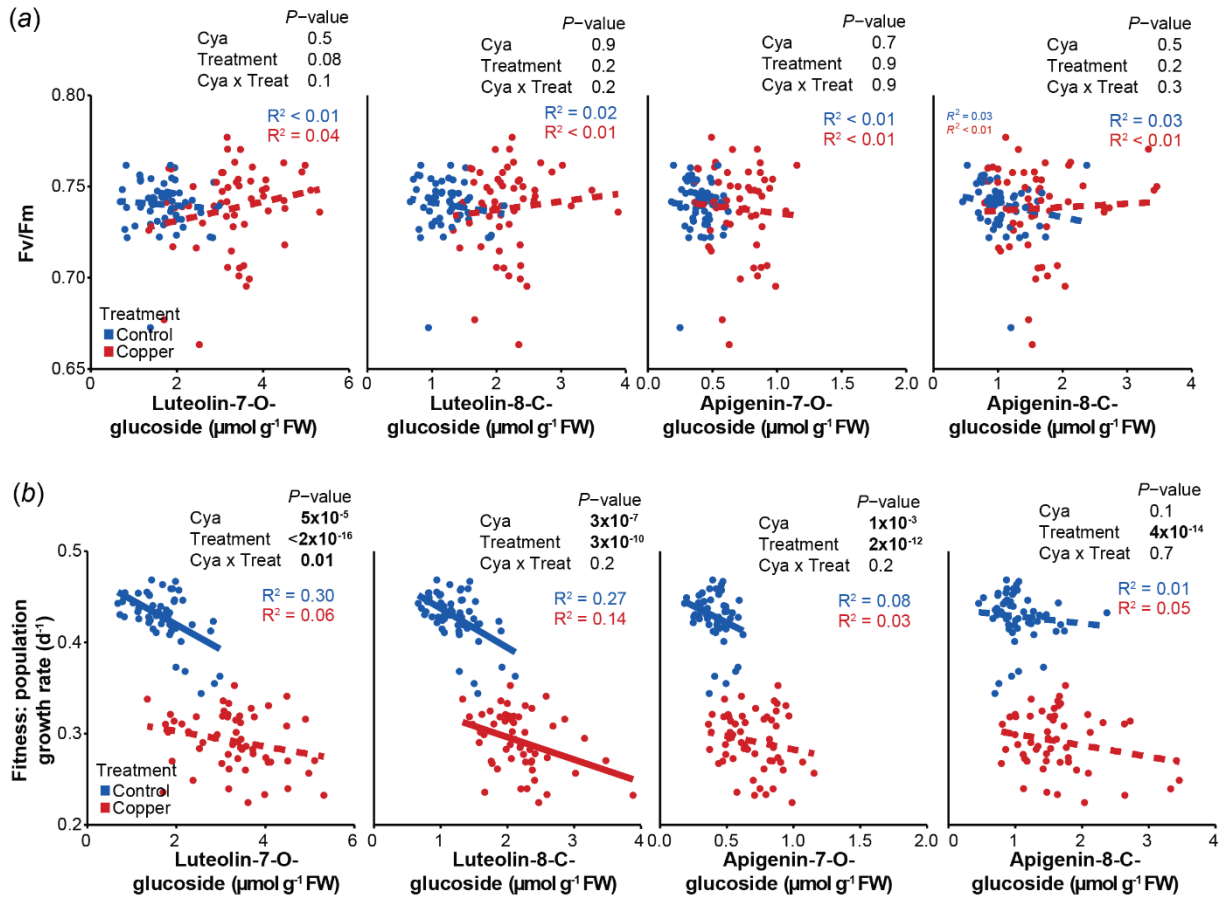 (a)
P−value
Cya 0.5
Treatment 0.08
Cya x Treat 0.1
R² < 0.01
R² = 0.04
P−value
Cya 0.9
Treatment 0.2
Cya x Treat 0.2
R² = 0.02
R² < 0.01
P−value
Cya 0.7
Treatment 0.9
Cya x Treat 0.9
R² < 0.01
R² < 0.01
P−value
Cya 0.5
Treatment 0.2
Cya x Treat 0.3
R² = 0.03
R² < 0.01
R² = 0.03
R² < 0.01
Fv/Fm
0.80
0.75
0.70
0.65
Treatment
Control
Copper
0 2 4 6
0 1 2 3 4
0.0 0.5 1.0 1.5 2.0
0 1 2 3 4
Luteolin-7-O-
glucoside (µmol g⁻¹ FW)
Luteolin-8-C-
glucoside (µmol g⁻¹ FW)
Apigenin-7-O-
glucoside (µmol g⁻¹ FW)
Apigenin-8-C-
glucoside (µmol g⁻¹ FW)
(b)
P−value
Cya 5x10⁻⁵
Treatment <2x10⁻¹⁶
Cya x Treat 0.01
R² = 0.30
R² = 0.06
P−value
Cya 3x10⁻⁷
Treatment 3x10⁻¹⁰
Cya x Treat 0.2
R² = 0.27
R² = 0.14
P−value
Cya 1x10⁻³
Treatment 2x10⁻¹²
Cya x Treat 0.2
R² = 0.08
R² = 0.03
P−value
Cya 0.1
Treatment 4x10⁻¹⁴
Cya x Treat 0.7
R² = 0.01
R² = 0.05
Fitness: population
growth rate (d⁻¹)
0.5
0.4
0.3
0.2
Treatment
Control
Copper
0 2 4 6
0 1 2 3 4
0.0 0.5 1.0 1.5 2.0
0 1 2 3 4
Luteolin-7-O-
glucoside (µmol g⁻¹ FW)
Luteolin-8-C-
glucoside (µmol g⁻¹ FW)
Apigenin-7-O-
glucoside (µmol g⁻¹ FW)
Apigenin-8-C-
glucoside (µmol g⁻¹ FW)